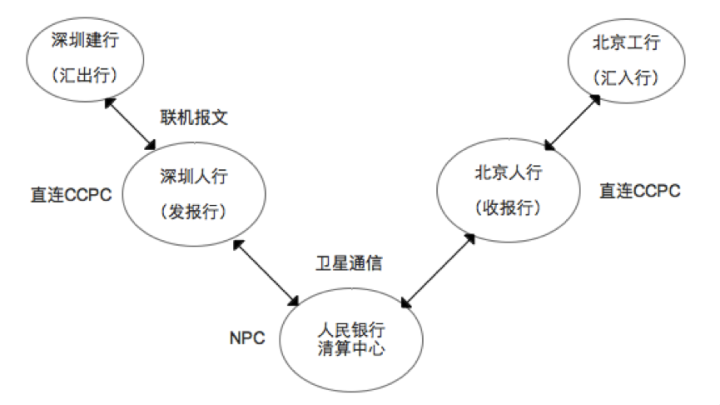 深圳建行
（汇出行）
北京工行
（汇入行）
联机报文
深圳人行
（发报行）
直连CCPC
北京人行
（收报行）
直连CCPC
卫星通信
NPC
人民银行
清算中心